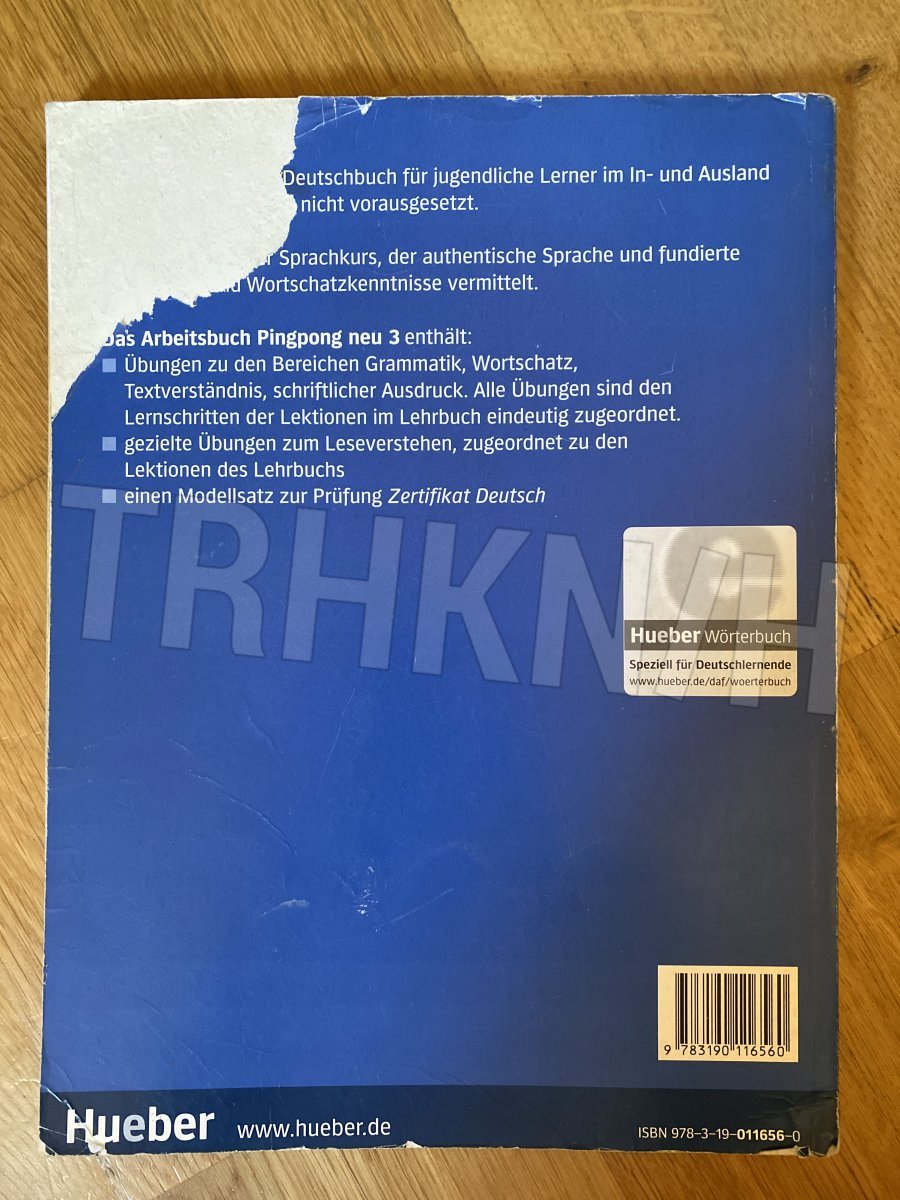 Deutschbuch für jugendliche Lerner im In- und Ausland
nicht vorausgesetzt.
Sprachkurs, der authentische Sprache und fundierte
Wortschatzkenntnisse vermittelt.
Das Arbeitsbuch Pingpong neu 3 enthält:
Übungen zu den Bereichen Grammatik, Wortschatz,
Textverständnis, schriftlicher Ausdruck. Alle Übungen sind den
Lernschritten der Lektionen im Lehrbuch eindeutig zugeordnet.
gezielte Übungen zum Leseverstehen, zugeordnet zu den
Lektionen des Lehrbuchs
einen Modellsatz zur Prüfung Zertifikat Deutsch
TRHKN/H
Hueber Wörterbuch
Speziell für Deutschlernende
www.hueber.de/daf/woerterbuch
9 783190 116560
Hueber www.hueber.de
ISBN 978-3-19-011656-0